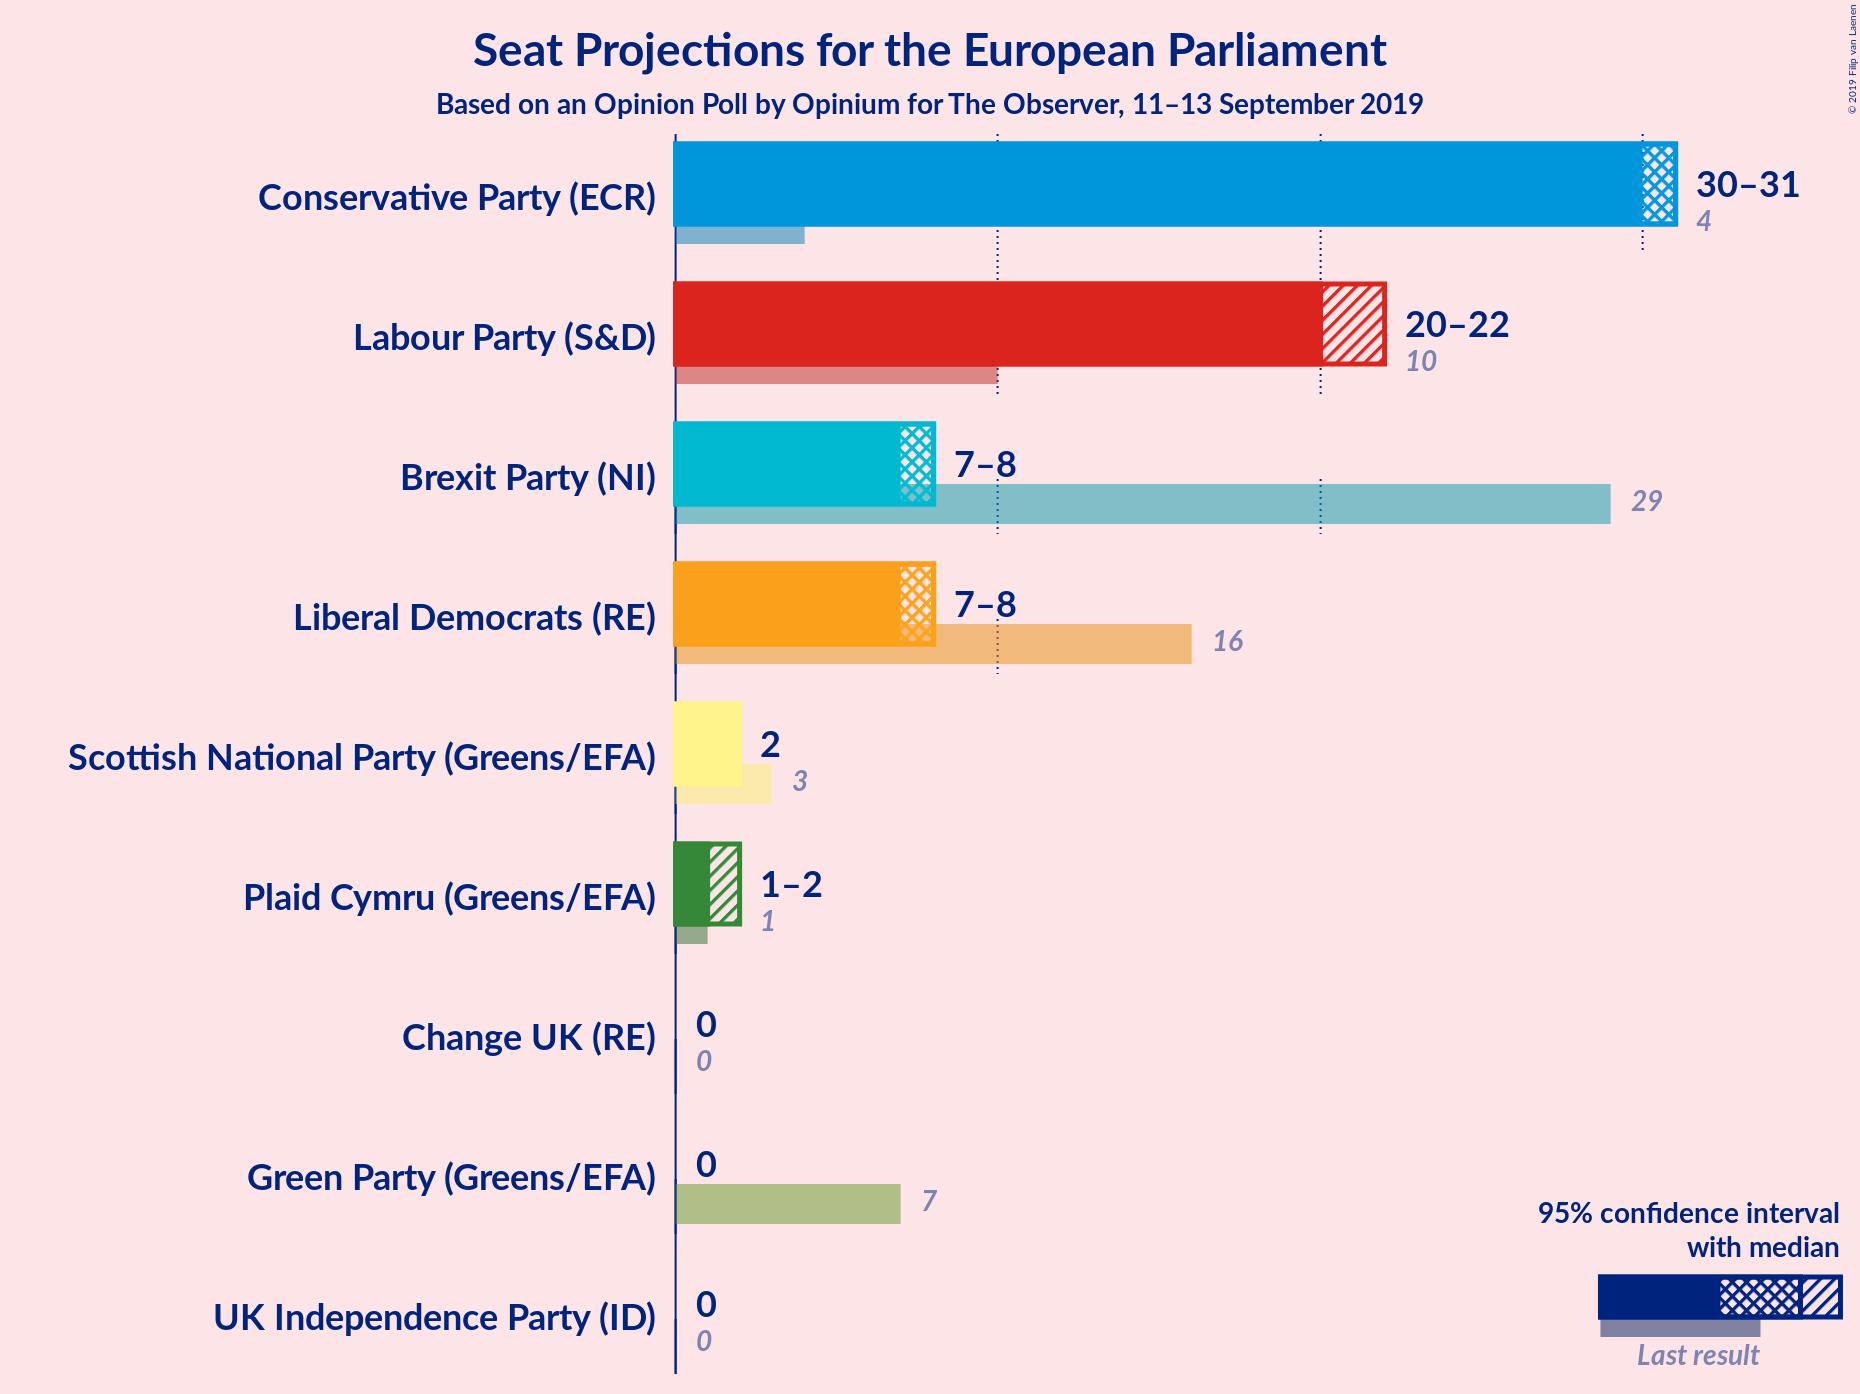 Seat Projections for the European Parliament
Based on an Opinion Poll by Opinium for The Observer, 11–13 September 2019
© 2019 Filip van Laenen
Conservative Party (ECR)
30–31
4
Labour Party (S&D)
20–22
10
Brexit Party (NI)
7–8
29
Liberal Democrats (RE)
7–8
16
Scottish National Party (Greens/EFA)
2
3
Plaid Cymru (Greens/EFA)
1–2
1
Change UK (RE)
0
0
Green Party (Greens/EFA)
0
7
UK Independence Party (ID)
0
0
95% confidence interval
with median
Last result